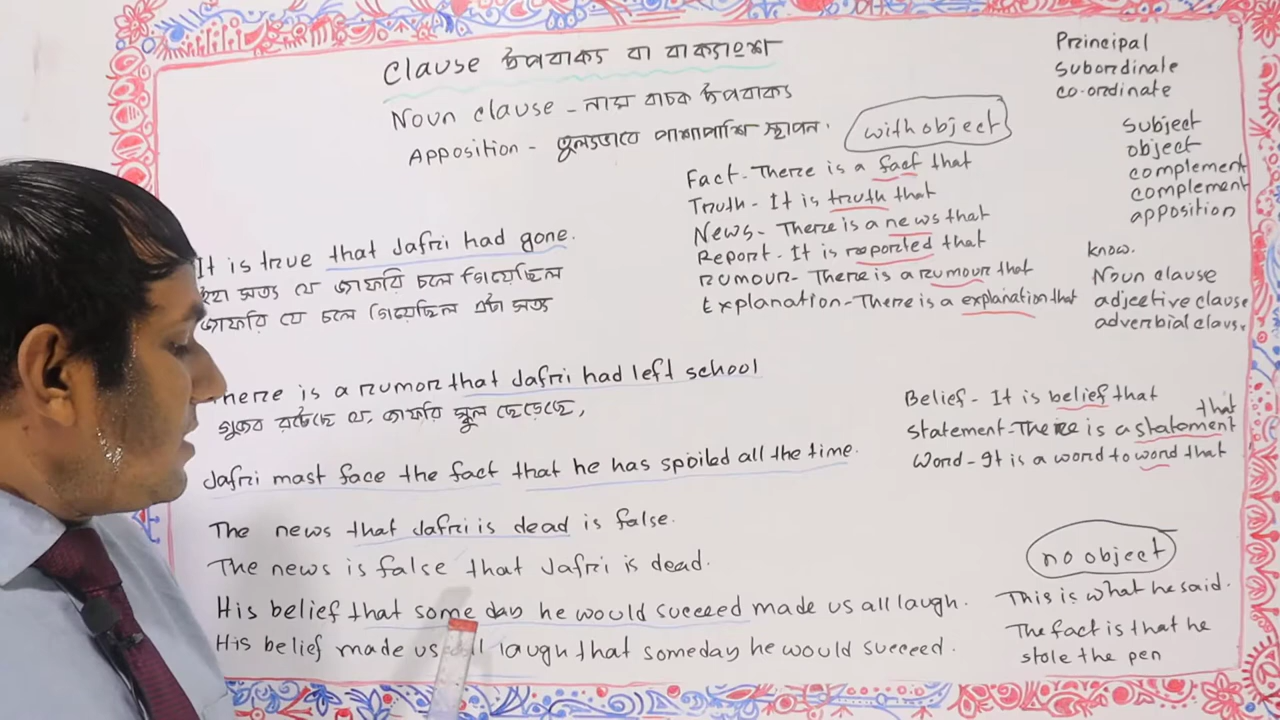 Clause উপবাক্য বা বাক্যাংশ
Noun clause - নাম বাচক উপবাক্য
Apposition - তুলতভাবে পাশাপাশি স্থাপন।
with object
Fact - There is a fact that
Truth - It is truth that
News - There is a news that
Report - It is reported that
Rumour - There is a rumour that
Explanation - There is a explanation that
Principal
subordinate
co-ordinate
subject
object
complement
complement
apposition
know.
Noun clause
adjective clause
adverbial claus.
It is true that Jafri had gone.
ইহা সত্য যে জাফরি চলে গিয়েছিল
জাফরি যে চলে গিয়েছিল এটা সত্য
here is a rumor that Jafri had left school
গুজব রটেছে যে, জাফরি স্কুল ছেড়েছে,
Jafri mast face the fact that he has spoiled all the time.
The news that Jafri is dead is false.
The news is false that Jafri is dead.
His belief that some day he would succeed made us all laugh.
His belief made us all laugh that someday he would succeed.
Belief - It is belief that
Statement - There is a statement that
Word - It is a word to word that
no object
This is what he said.
The fact is that he
stole the pen